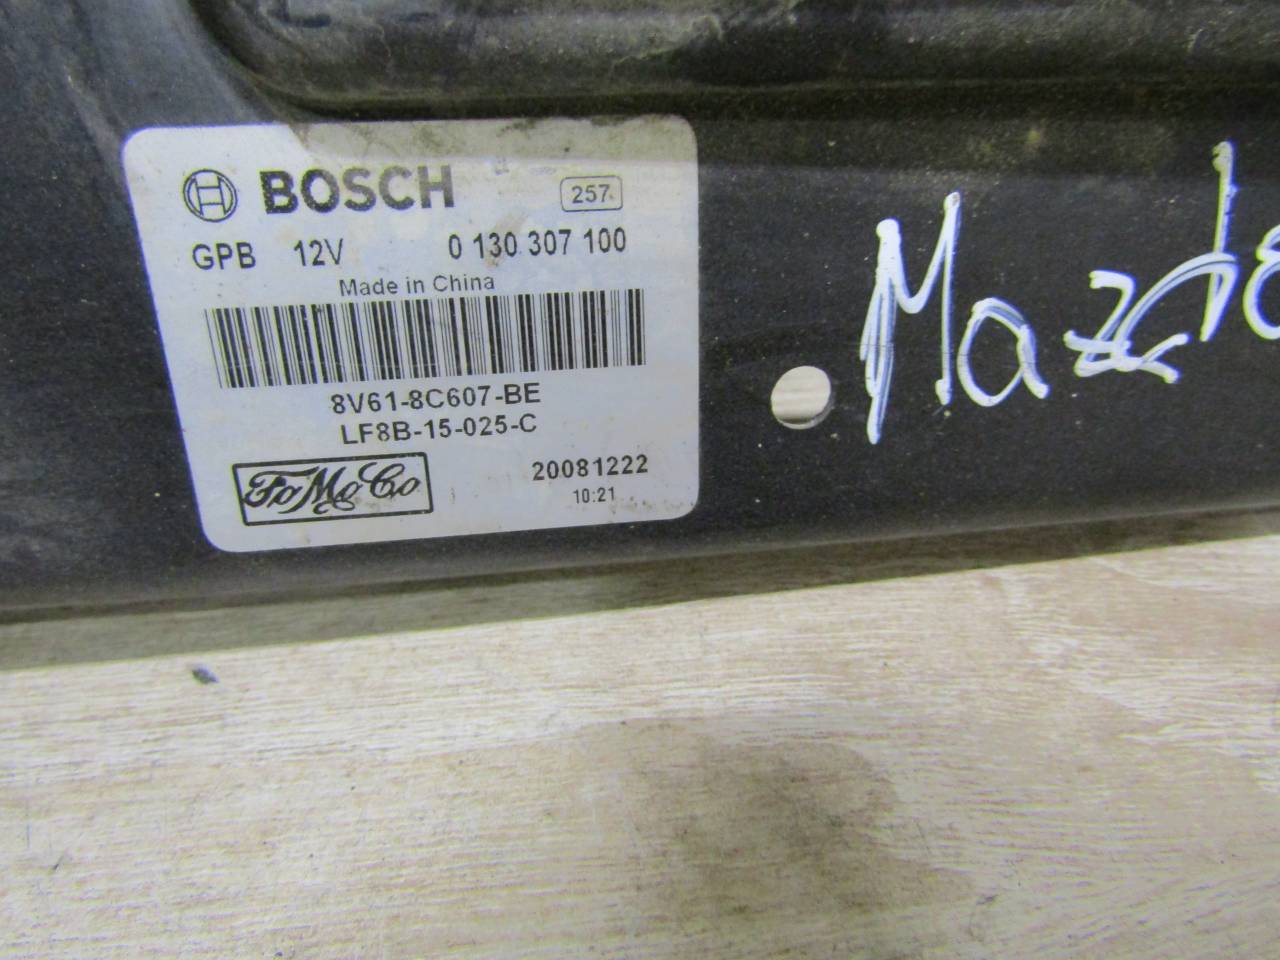 BOSCH 257
GPB 12V 0 130 307 100
Made in China
8V61-8C607-BE
LF8B-15-025-C
FoMoCo 20081222
10:21
Mazda